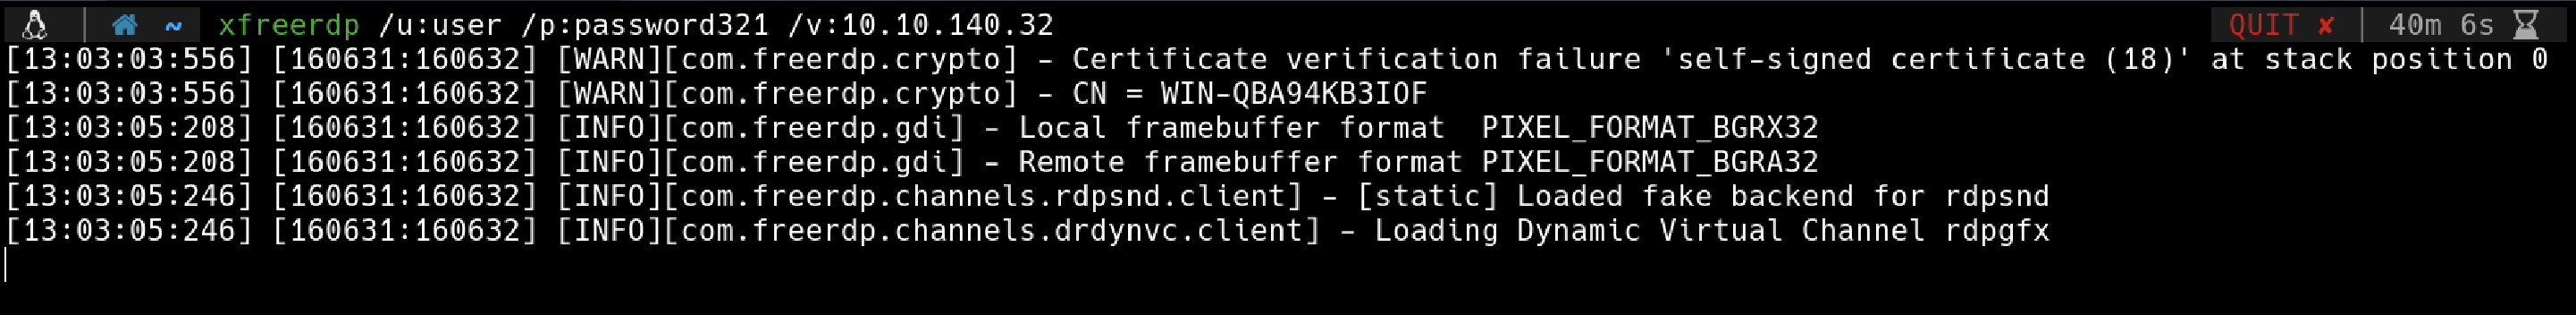 ~ xfreerdp /u:user /p:password321 /v:10.10.140.32 QUIT ✘ 40m 6s
[13:03:03:556] [160631:160632] [WARN][com.freerdp.crypto] - Certificate verification failure 'self-signed certificate (18)' at stack position 0
[13:03:03:556] [160631:160632] [WARN][com.freerdp.crypto] - CN = WIN-QBA94KB3IOF
[13:03:05:208] [160631:160632] [INFO][com.freerdp.gdi] - Local framebuffer format  PIXEL_FORMAT_BGRX32
[13:03:05:208] [160631:160632] [INFO][com.freerdp.gdi] - Remote framebuffer format PIXEL_FORMAT_BGRA32
[13:03:05:246] [160631:160632] [INFO][com.freerdp.channels.rdpsnd.client] - [static] Loaded fake backend for rdpsnd
[13:03:05:246] [160631:160632] [INFO][com.freerdp.channels.drdynvc.client] - Loading Dynamic Virtual Channel rdpgfx